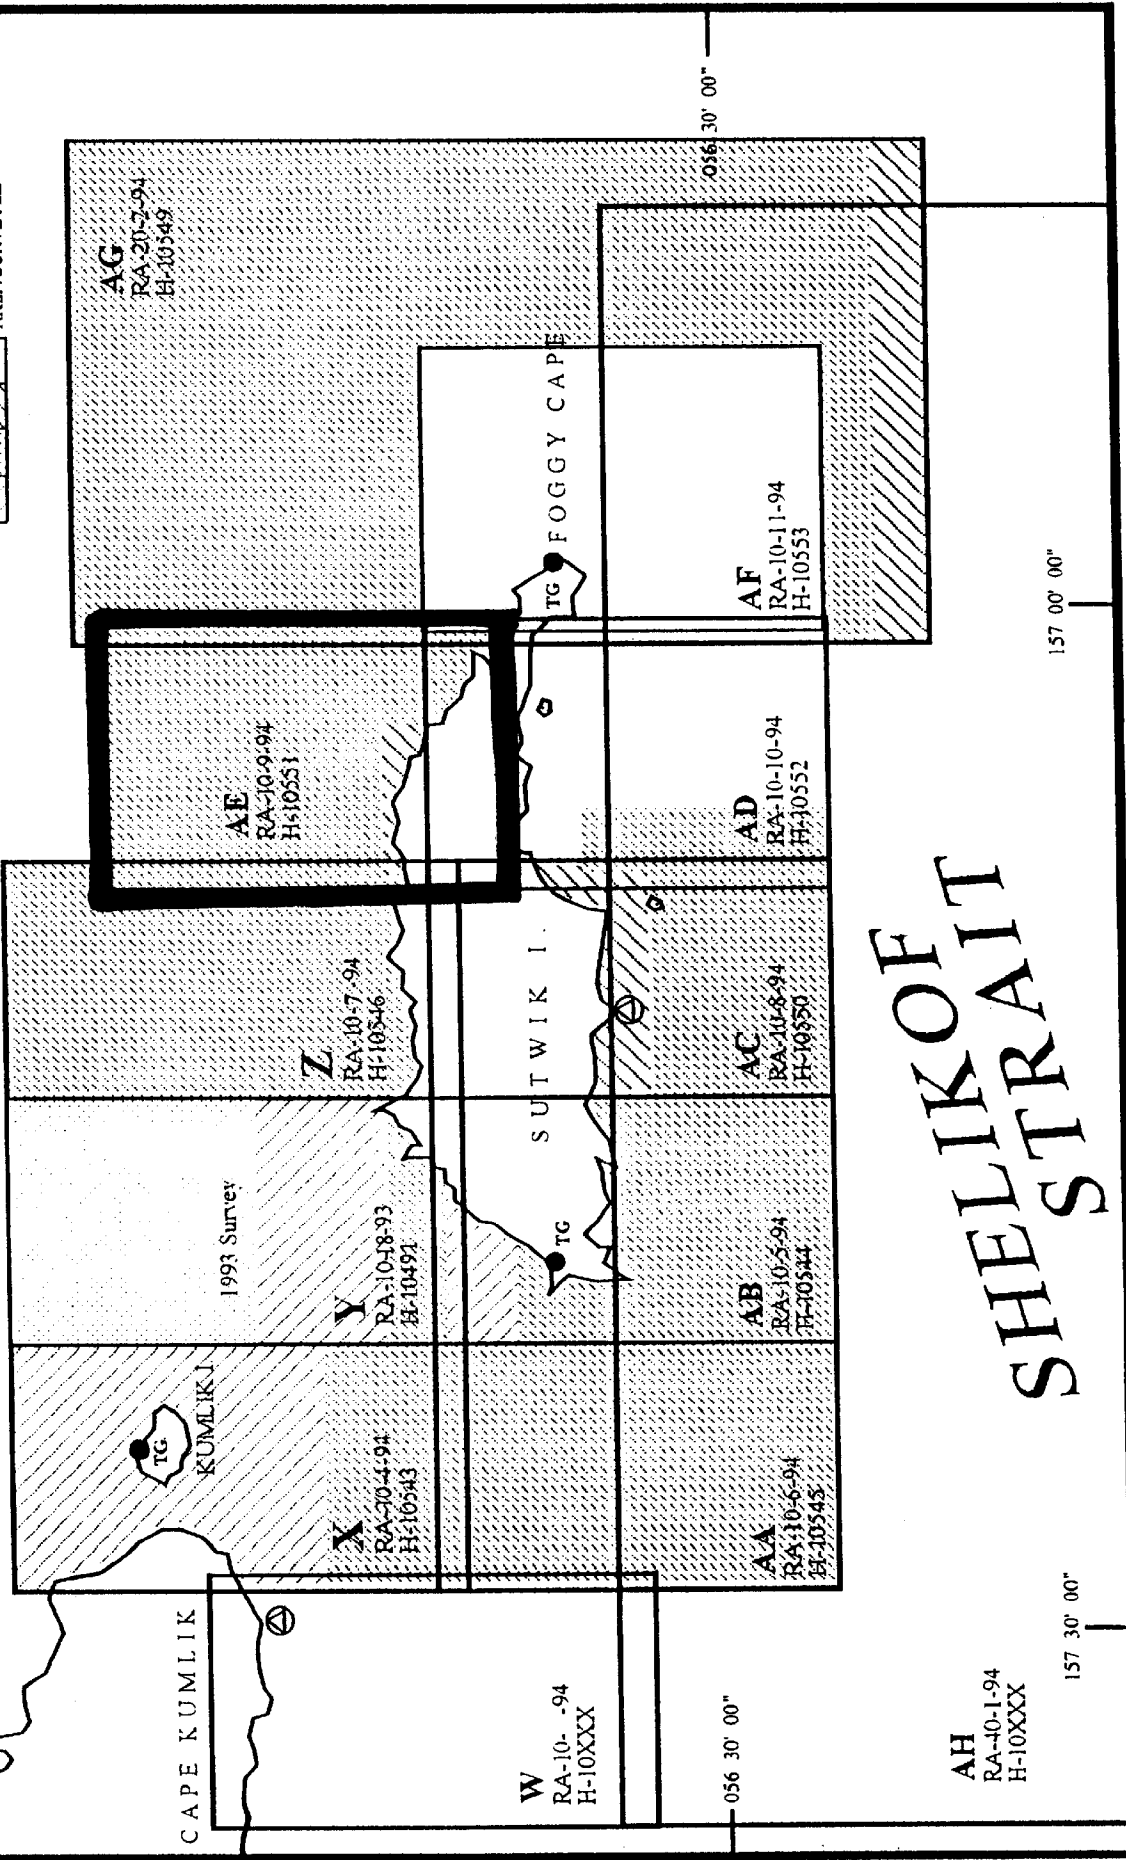 CAPE KUMLIK
TG
KUMLIK I
1993 Survey
X
RA-10-4-94
H-10543
Y
RA-10-18-93
H-10491
Z
RA-10-7-94
H-10546
AE
RA-10-9-94
H-10551
AG
RA-20-2-94
H-10549
W
RA-10- -94
H-10XXX
TG
SUTWIK I.
TG
FOGGY CAPE
AA
RA-10-6-94
H-10545
AB
RA-10-5-94
H-10544
AC
RA-10-8-94
H-10550
AD
RA-10-10-94
H-10552
AF
RA-10-11-94
H-10553
056 30' 00"
056 30' 00"
AH
RA-40-1-94
H-10XXX
SHELIKOF
STRAIT
157 30' 00"
157 00' 00"